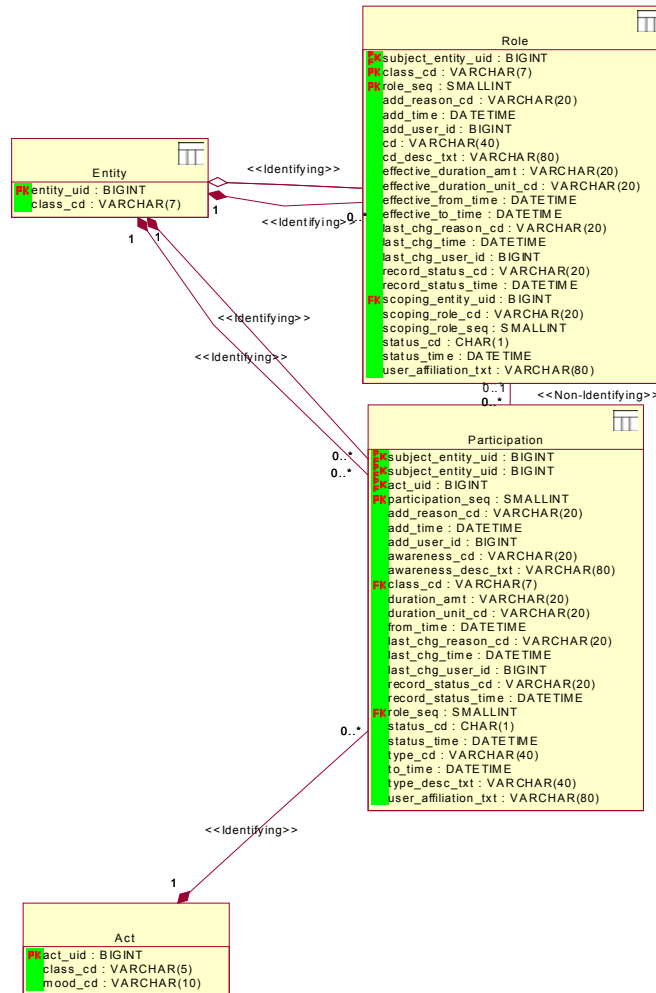 Role
PK subject_entity_uid : BIGINT
PK class_cd : VARCHAR(7)
PK role_seq : SMALLINT
add_reason_cd : VARCHAR(20)
add_time : DATETIME
add_user_id : BIGINT
cd : VARCHAR(40)
cd_desc_txt : VARCHAR(80)
effective_duration_amt : VARCHAR(20)
effective_duration_unit_cd : VARCHAR(20)
effective_from_time : DATETIME
effective_to_time : DATETIME
last_chg_reason_cd : VARCHAR(20)
last_chg_time : DATETIME
last_chg_user_id : BIGINT
record_status_cd : VARCHAR(20)
record_status_time : DATETIME
FK scoping_entity_uid : BIGINT
scoping_role_cd : VARCHAR(20)
scoping_role_seq : SMALLINT
status_cd : CHAR(1)
status_time : DATETIME
user_affiliation_txt : VARCHAR(80)
Entity
PK entity_uid : BIGINT
class_cd : VARCHAR(7)
<<Identifying>>
1
<<Identifying>>
0..*
1
1
<<Identifying>>
<<Identifying>>
0..1
0..*
<<Non-Identifying>>
0..*
0..*
Participation
subject_entity_uid : BIGINT
subject_entity_uid : BIGINT
act_uid : BIGINT
PK participation_seq : SMALLINT
add_reason_cd : VARCHAR(20)
add_time : DATETIME
add_user_id : BIGINT
awareness_cd : VARCHAR(20)
awareness_desc_txt : VARCHAR(80)
FK class_cd : VARCHAR(7)
duration_amt : VARCHAR(20)
duration_unit_cd : VARCHAR(20)
from_time : DATETIME
last_chg_reason_cd : VARCHAR(20)
last_chg_time : DATETIME
last_chg_user_id : BIGINT
record_status_cd : VARCHAR(20)
record_status_time : DATETIME
FK role_seq : SMALLINT
status_cd : CHAR(1)
status_time : DATETIME
type_cd : VARCHAR(40)
to_time : DATETIME
type_desc_txt : VARCHAR(40)
user_affiliation_txt : VARCHAR(80)
0..*
<<Identifying>>
1
Act
PK act_uid : BIGINT
class_cd : VARCHAR(5)
mood_cd : VARCHAR(10)